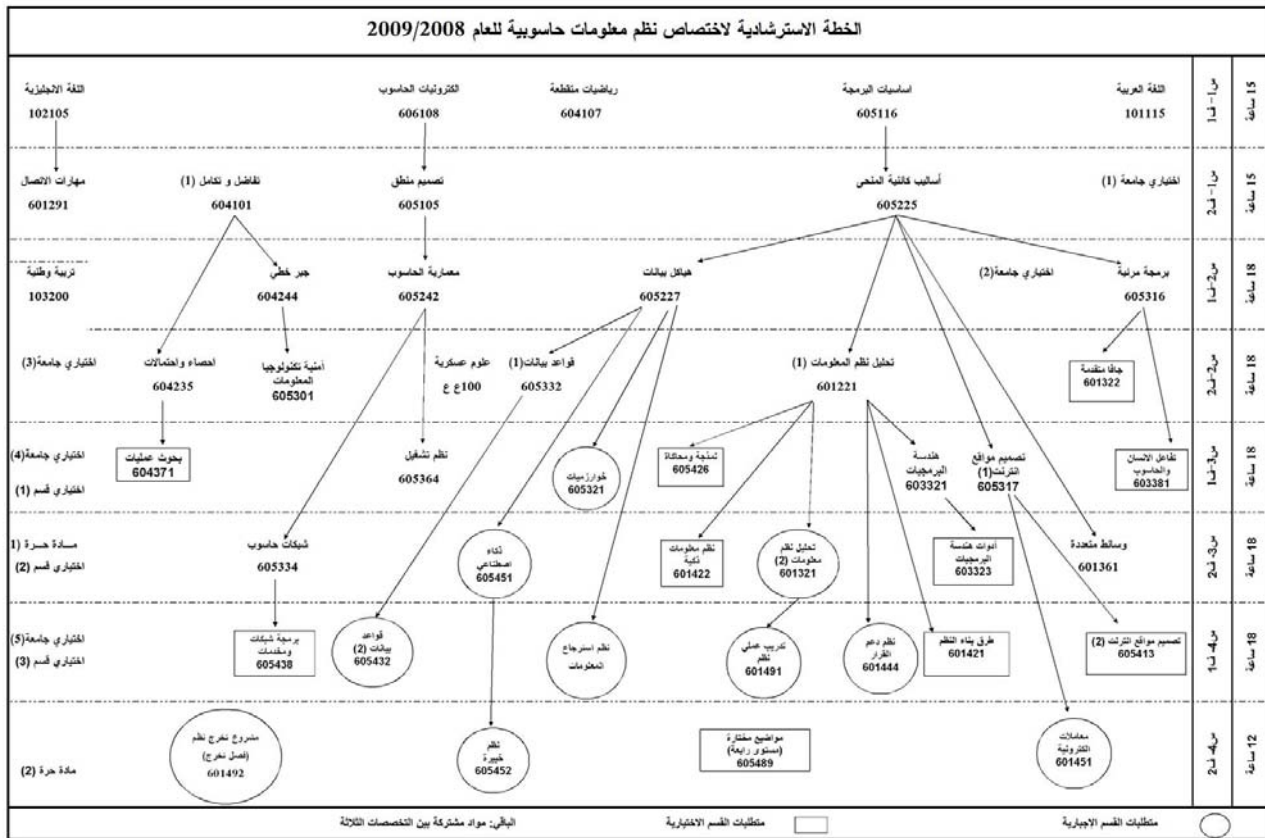 الخطة الاسترشادية لاختصاص نظم معلومات حاسوبية للعام 2009/2008
15 ساعة
س1-ف1
اللغة العربية
101115
اساسيات البرمجة
605116
رياضيات متقطعة
604107
الكترونيات الحاسوب
606108
اللغة الانجليزية
102105
15 ساعة
س1-ف2
اختياري جامعة (1)
أساليب كائنية المنحى
605225
تصميم منطق
605105
تفاضل و تكامل (1)
604101
مهارات الاتصال
601291
18 ساعة
س2-ف1
برمجة مرئية
605316
اختياري جامعة(2)
هياكل بيانات
605227
معمارية الحاسوب
605242
جبر خطي
604244
تربية وطنية
103200
18 ساعة
س2-ف2
جافا متقدمة
601322
تحليل نظم المعلومات (1)
601221
قواعد بيانات(1)
605332
علوم عسكرية
100ع ع
أمنية تكنولوجيا
المعلومات
605301
احصاء واحتمالات
604235
اختياري جامعة(3)
18 ساعة
س3-ف1
تفاعل الانسان
والحاسوب
603381
تصميم مواقع
انترنت(1)
605317
هندسة
البرمجيات
603321
نمذجة ومحاكاة
605426
خوارزميات
605321
نظم تشغيل
605364
بحوث عمليات
604371
اختياري جامعة(4)
اختياري قسم (1)
18 ساعة
س3-ف2
وسائط متعددة
601361
أدوات هندسة
البرمجيات
603323
تحليل نظم
معلومات (2)
601321
نظم معلومات
ذكية
601422
ذكاء
اصطناعي
605451
شبكات حاسوب
605334
مـــادة حـــرة (1
اختياري قسم (2)
18 ساعة
س4-ف1
تصميم مواقع انترنت (2)
605413
طرق بناء النظم
601421
نظم دعم
القرار
601444
تدريب عملي
نظم
601491
نظم استرجاع
المعلومات
قواعد
بيانات (2)
605432
برمجة شبكات
ومخدمات
605438
اختياري جامعة(5)
اختياري قسم (3)
12 ساعة
س4-ف2
معاملات
الكترونية
601451
مواضيع مختارة
(مستوى رابعة)
605489
نظم
خبيرة
605452
مشروع تخرج نظم
(فصل تخرج)
601492
مادة حرة (2)
متطلبات القسم الاجبارية
متطلبات القسم الاختيارية
الباقي: مواد مشتركة بين التخصصات الثلاثة